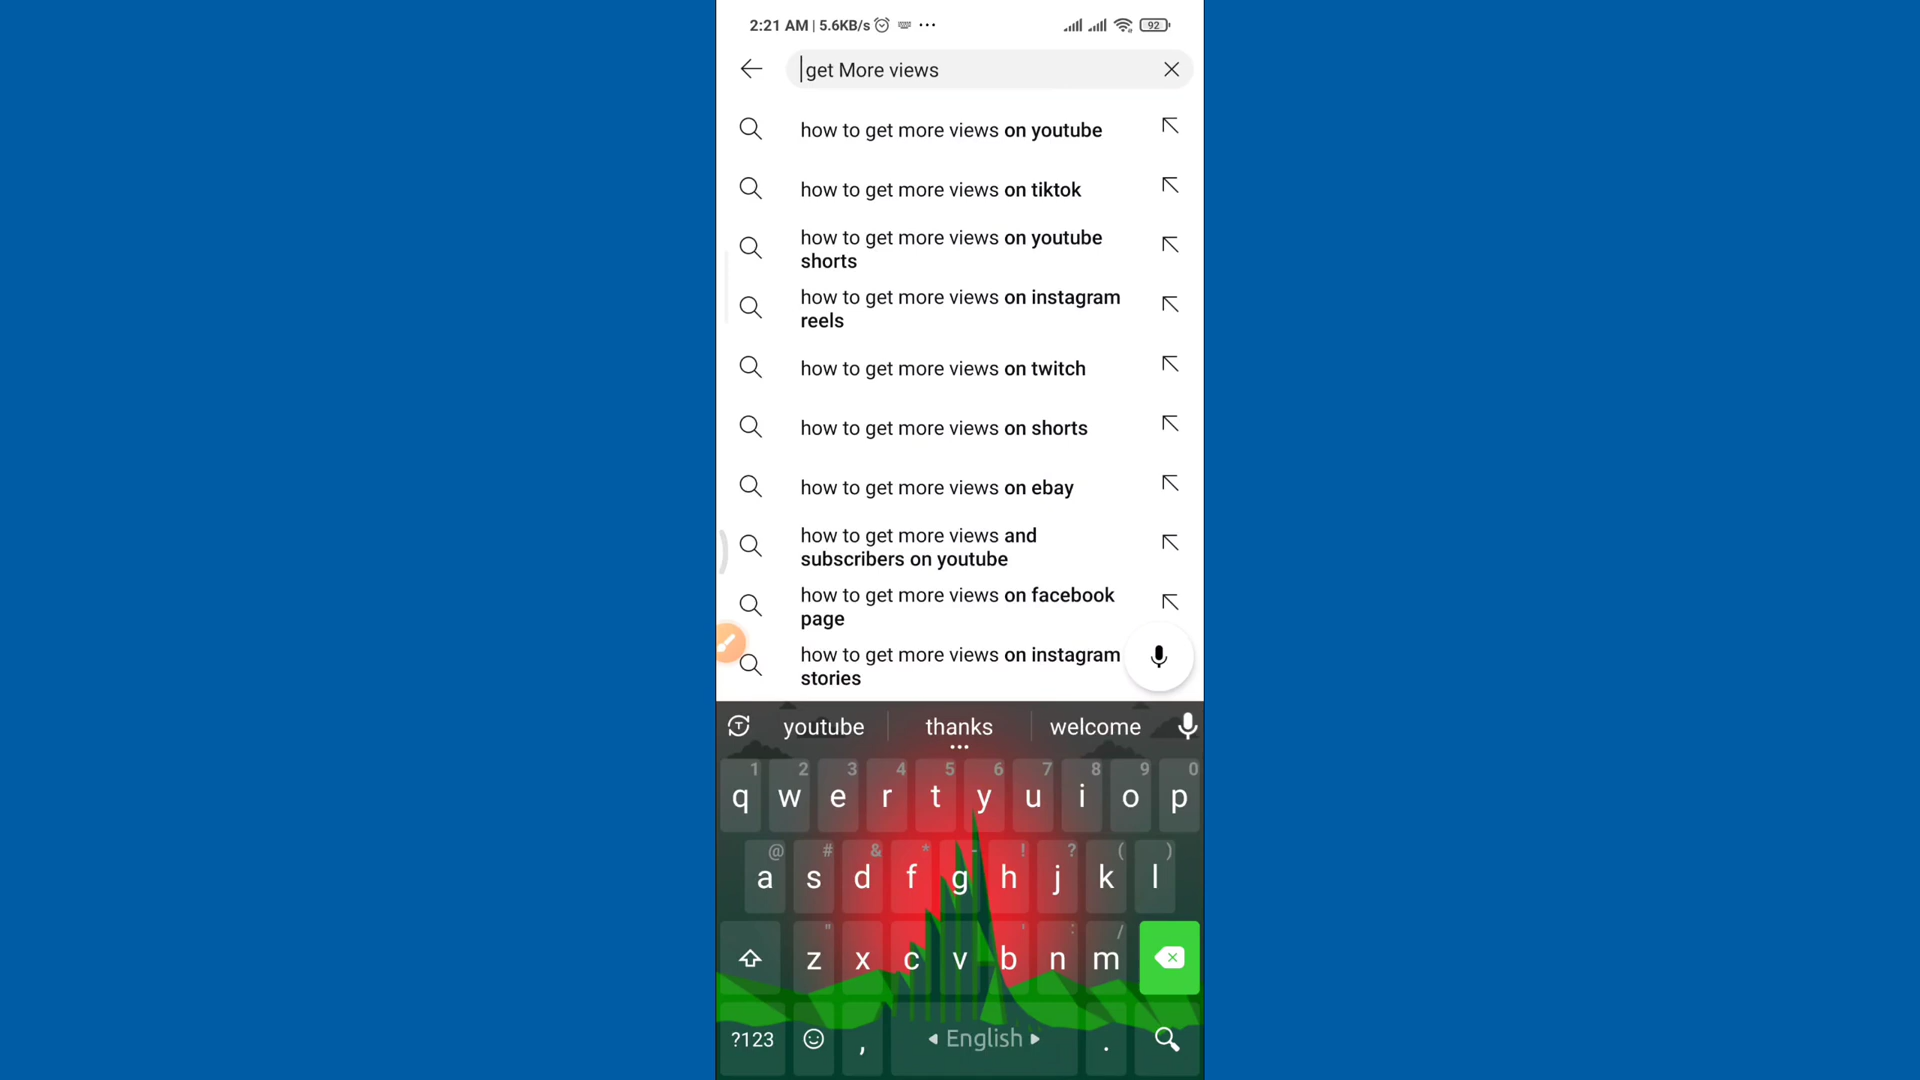 2:21 AM | 5.6KB/s ... 92
get More views
how to get more views on youtube
how to get more views on tiktok
how to get more views on youtube
shorts
how to get more views on instagram
reels
how to get more views on twitch
how to get more views on shorts
how to get more views on ebay
how to get more views and
subscribers on youtube
how to get more views on facebook
page
how to get more views on instagram
stories
youtube thanks welcome
...
1 2 3 4 5 6 7 8 9 0
q w e r t y u i o p
@ # & * - ! ? ( )
a s d f g h j k l
" ' : /
z x c v b n m
?123 , English .